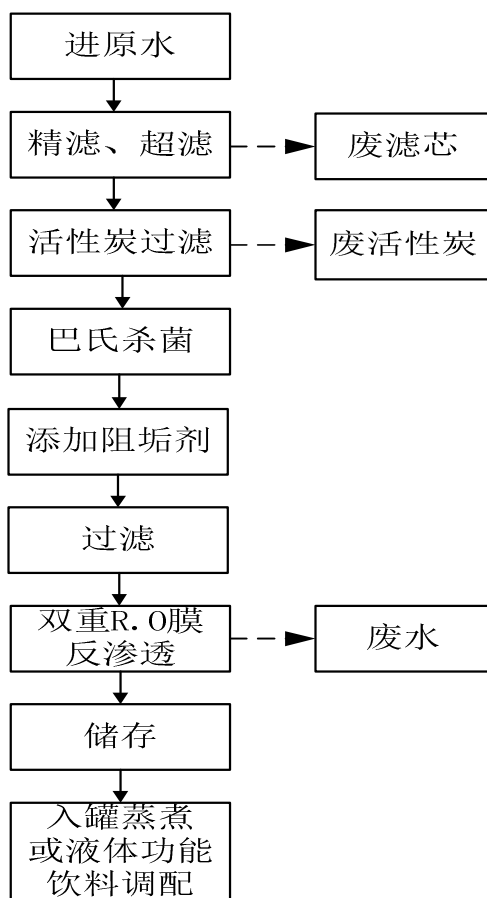 进原水
精滤、超滤
废滤芯
活性炭过滤
废活性炭
巴氏杀菌
添加阻垢剂
过滤
双重R.O膜
反渗透
废水
储存
入罐蒸煮
或液体功能
饮料调配